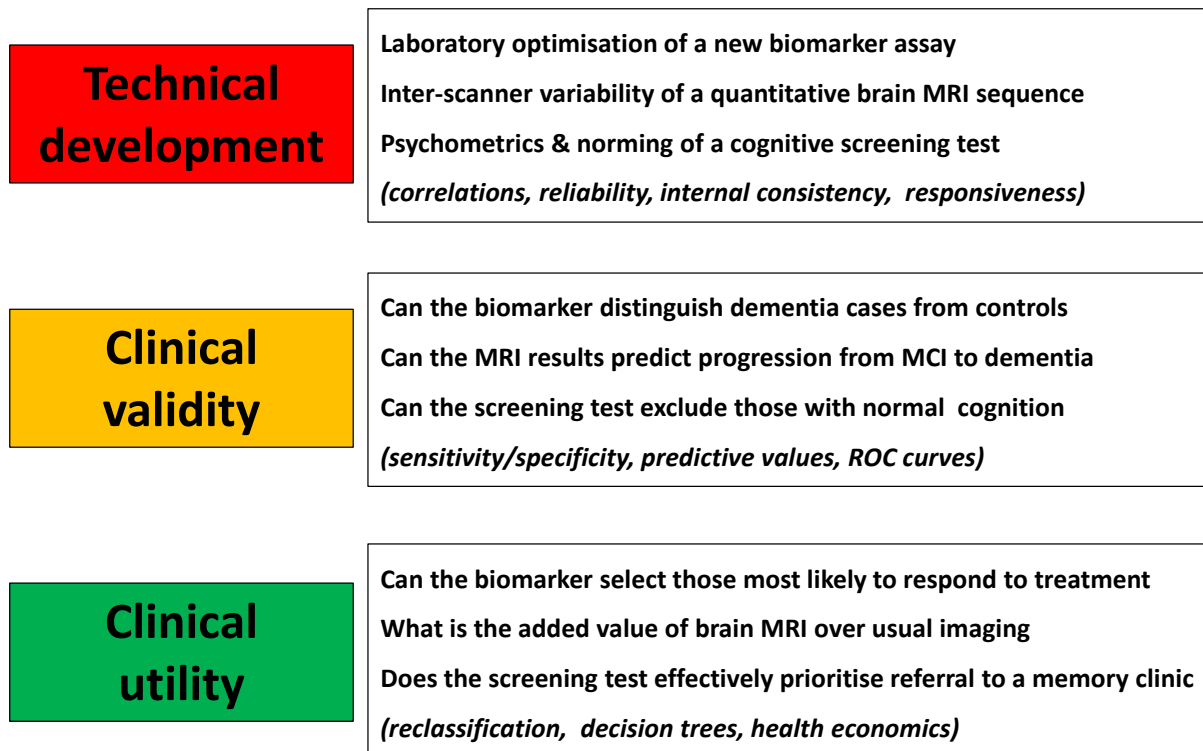 Technical
development
Laboratory optimisation of a new biomarker assay
Inter-scanner variability of a quantitative brain MRI sequence
Psychometrics & norming of a cognitive screening test
(correlations, reliability, internal consistency,  responsiveness)
Clinical
validity
Can the biomarker distinguish dementia cases from controls
Can the MRI results predict progression from MCI to dementia
Can the screening test exclude those with normal  cognition
(sensitivity/specificity, predictive values, ROC curves)
Clinical
utility
Can the biomarker select those most likely to respond to treatment
What is the added value of brain MRI over usual imaging
Does the screening test effectively prioritise referral to a memory clinic
(reclassification,  decision trees, health economics)